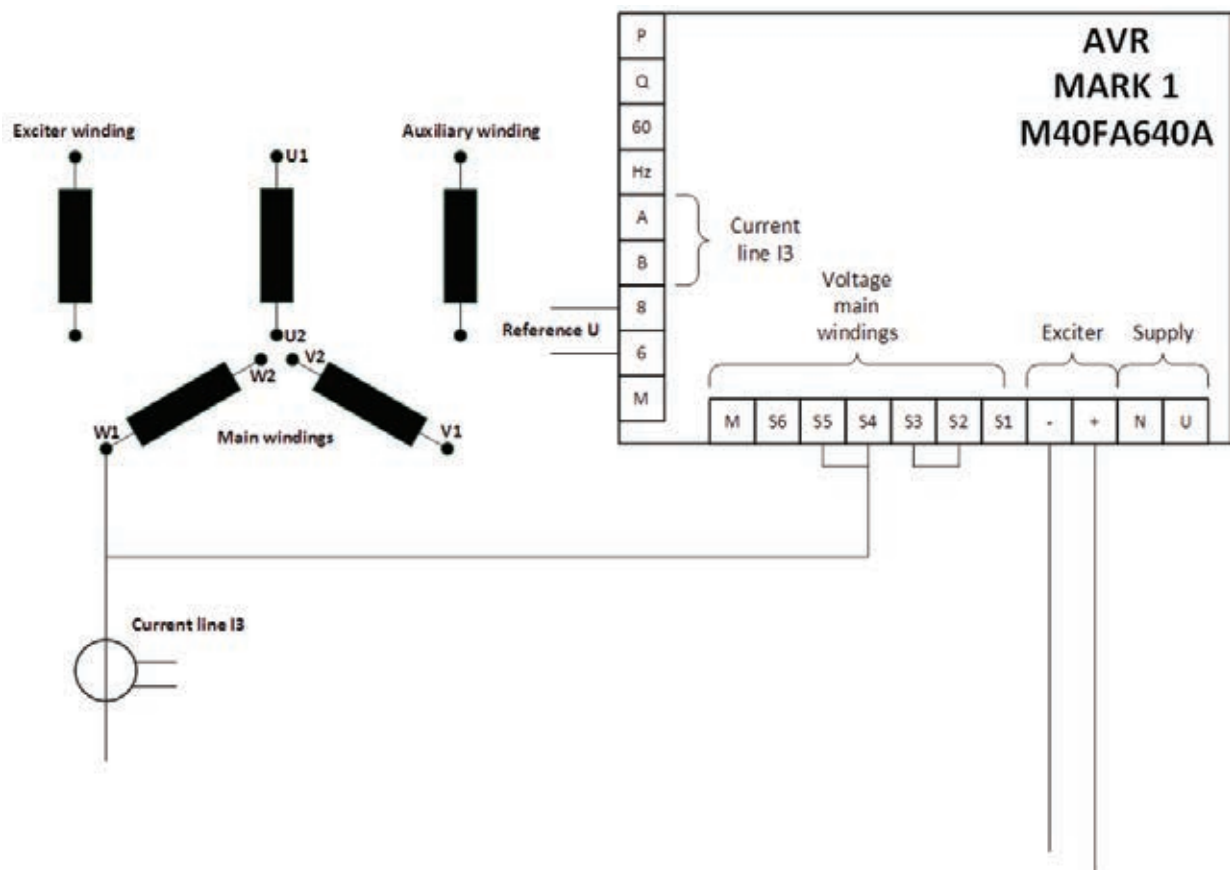 AVR
MARK 1
M40FA640A
P
Q
60
Hz
A
B
8
6
M
Current
line I3
Reference U
Voltage
main
windings
Exciter
Supply
M
S6
S5
S4
S3
S2
S1
-
+
N
U
Exciter winding
Auxiliary winding
U1
U2
W2
V2
W1
V1
Main windings
Current line I3